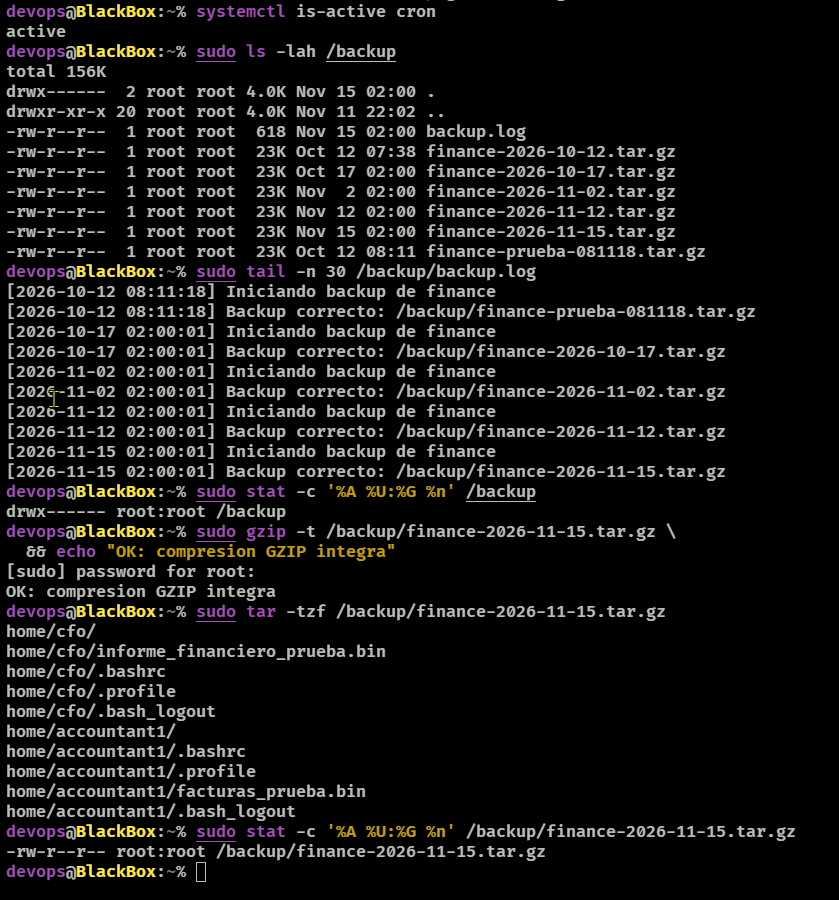 devops@BlackBox:~% systemctl is-active cron
active
devops@BlackBox:~% sudo ls -lah /backup
total 156K
drwx------  2 root root 4.0K Nov 15 02:00 .
drwxr-xr-x 20 root root 4.0K Nov 11 22:02 ..
-rw-r--r--  1 root root  618 Nov 15 02:00 backup.log
-rw-r--r--  1 root root  23K Oct 12 07:38 finance-2026-10-12.tar.gz
-rw-r--r--  1 root root  23K Oct 17 02:00 finance-2026-10-17.tar.gz
-rw-r--r--  1 root root  23K Nov  2 02:00 finance-2026-11-02.tar.gz
-rw-r--r--  1 root root  23K Nov 12 02:00 finance-2026-11-12.tar.gz
-rw-r--r--  1 root root  23K Nov 15 02:00 finance-2026-11-15.tar.gz
-rw-r--r--  1 root root  23K Oct 12 08:11 finance-prueba-081118.tar.gz
devops@BlackBox:~% sudo tail -n 30 /backup/backup.log
[2026-10-12 08:11:18] Iniciando backup de finance
[2026-10-12 08:11:18] Backup correcto: /backup/finance-prueba-081118.tar.gz
[2026-10-17 02:00:01] Iniciando backup de finance
[2026-10-17 02:00:01] Backup correcto: /backup/finance-2026-10-17.tar.gz
[2026-11-02 02:00:01] Iniciando backup de finance
[2026-11-02 02:00:01] Backup correcto: /backup/finance-2026-11-02.tar.gz
[2026-11-12 02:00:01] Iniciando backup de finance
[2026-11-12 02:00:01] Backup correcto: /backup/finance-2026-11-12.tar.gz
[2026-11-15 02:00:01] Iniciando backup de finance
[2026-11-15 02:00:01] Backup correcto: /backup/finance-2026-11-15.tar.gz
devops@BlackBox:~% sudo stat -c '%A %U:%G %n' /backup
drwx------ root:root /backup
devops@BlackBox:~% sudo gzip -t /backup/finance-2026-11-15.tar.gz \
  && echo "OK: compresion GZIP integra"
[sudo] password for root:
OK: compresion GZIP integra
devops@BlackBox:~% sudo tar -tzf /backup/finance-2026-11-15.tar.gz
home/cfo/
home/cfo/informe_financiero_prueba.bin
home/cfo/.bashrc
home/cfo/.profile
home/cfo/.bash_logout
home/accountant1/
home/accountant1/.bashrc
home/accountant1/.profile
home/accountant1/facturas_prueba.bin
home/accountant1/.bash_logout
devops@BlackBox:~% sudo stat -c '%A %U:%G %n' /backup/finance-2026-11-15.tar.gz
-rw-r--r-- root:root /backup/finance-2026-11-15.tar.gz
devops@BlackBox:~%